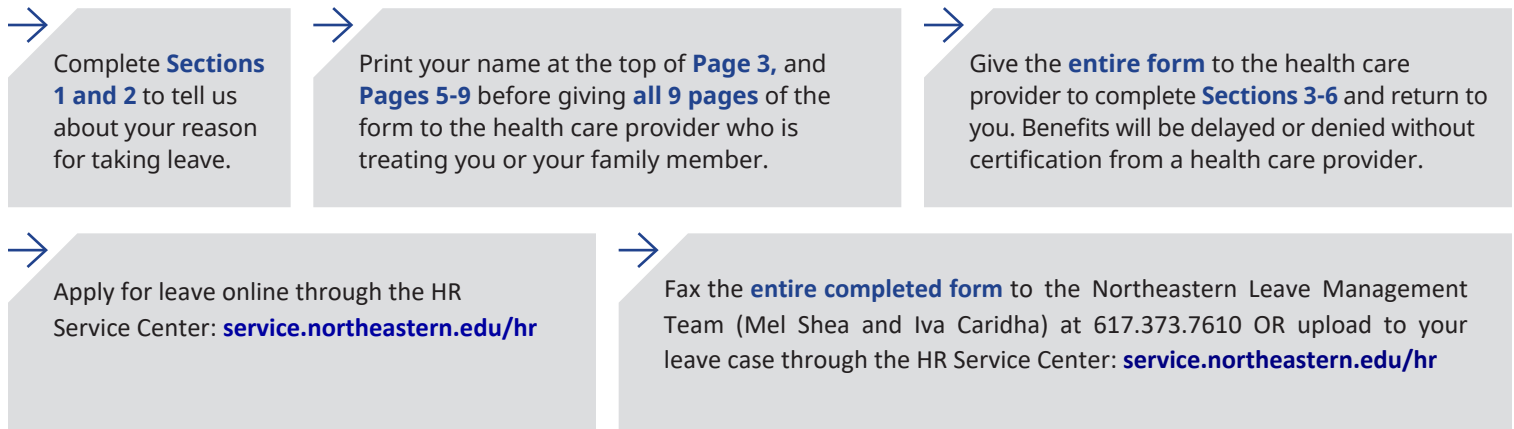 Complete Sections
1 and 2 to tell us
about your reason
for taking leave.
Print your name at the top of Page 3, and
Pages 5-9 before giving all 9 pages of the
form to the health care provider who is
treating you or your family member.
Give the entire form to the health care
provider to complete Sections 3-6 and return to
you. Benefits will be delayed or denied without
certification from a health care provider.
Apply for leave online through the HR
Service Center: service.northeastern.edu/hr
Fax the entire completed form to the Northeastern Leave Management
Team (Mel Shea and Iva Caridha) at 617.373.7610 OR upload to your
leave case through the HR Service Center: service.northeastern.edu/hr